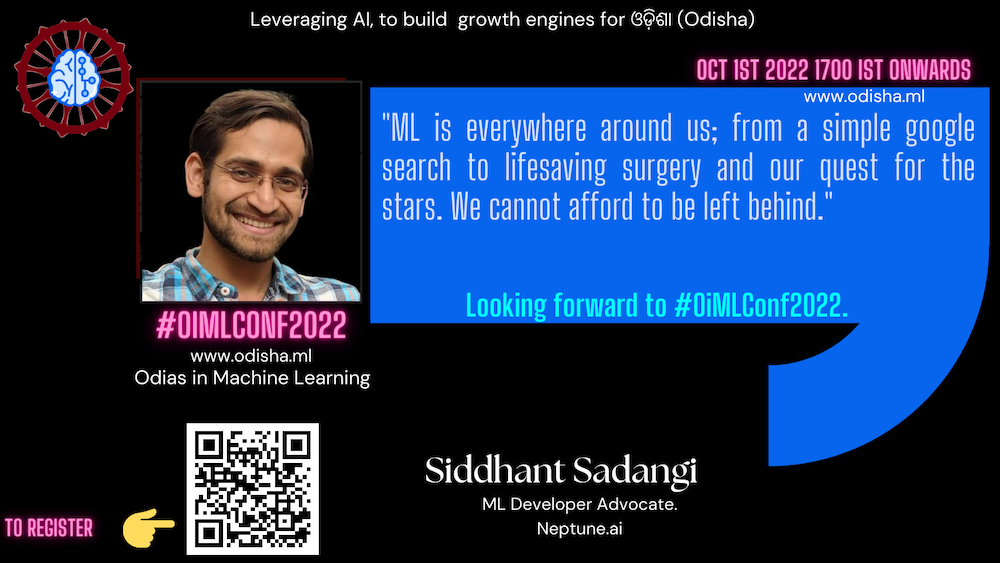 Leveraging AI, to build growth engines for ଓଡ଼ିଶା (Odisha)
OCT 1ST 2022 1700 IST ONWARDS
www.odisha.ml
"ML is everywhere around us; from a simple google
search to lifesaving surgery and our quest for the
stars. We cannot afford to be left behind."
Looking forward to #OiMLConf2022.
#OIMLCONF2022
www.odisha.ml
Odias in Machine Learning
Siddhant Sadangi
ML Developer Advocate.
Neptune.ai
TO REGISTER